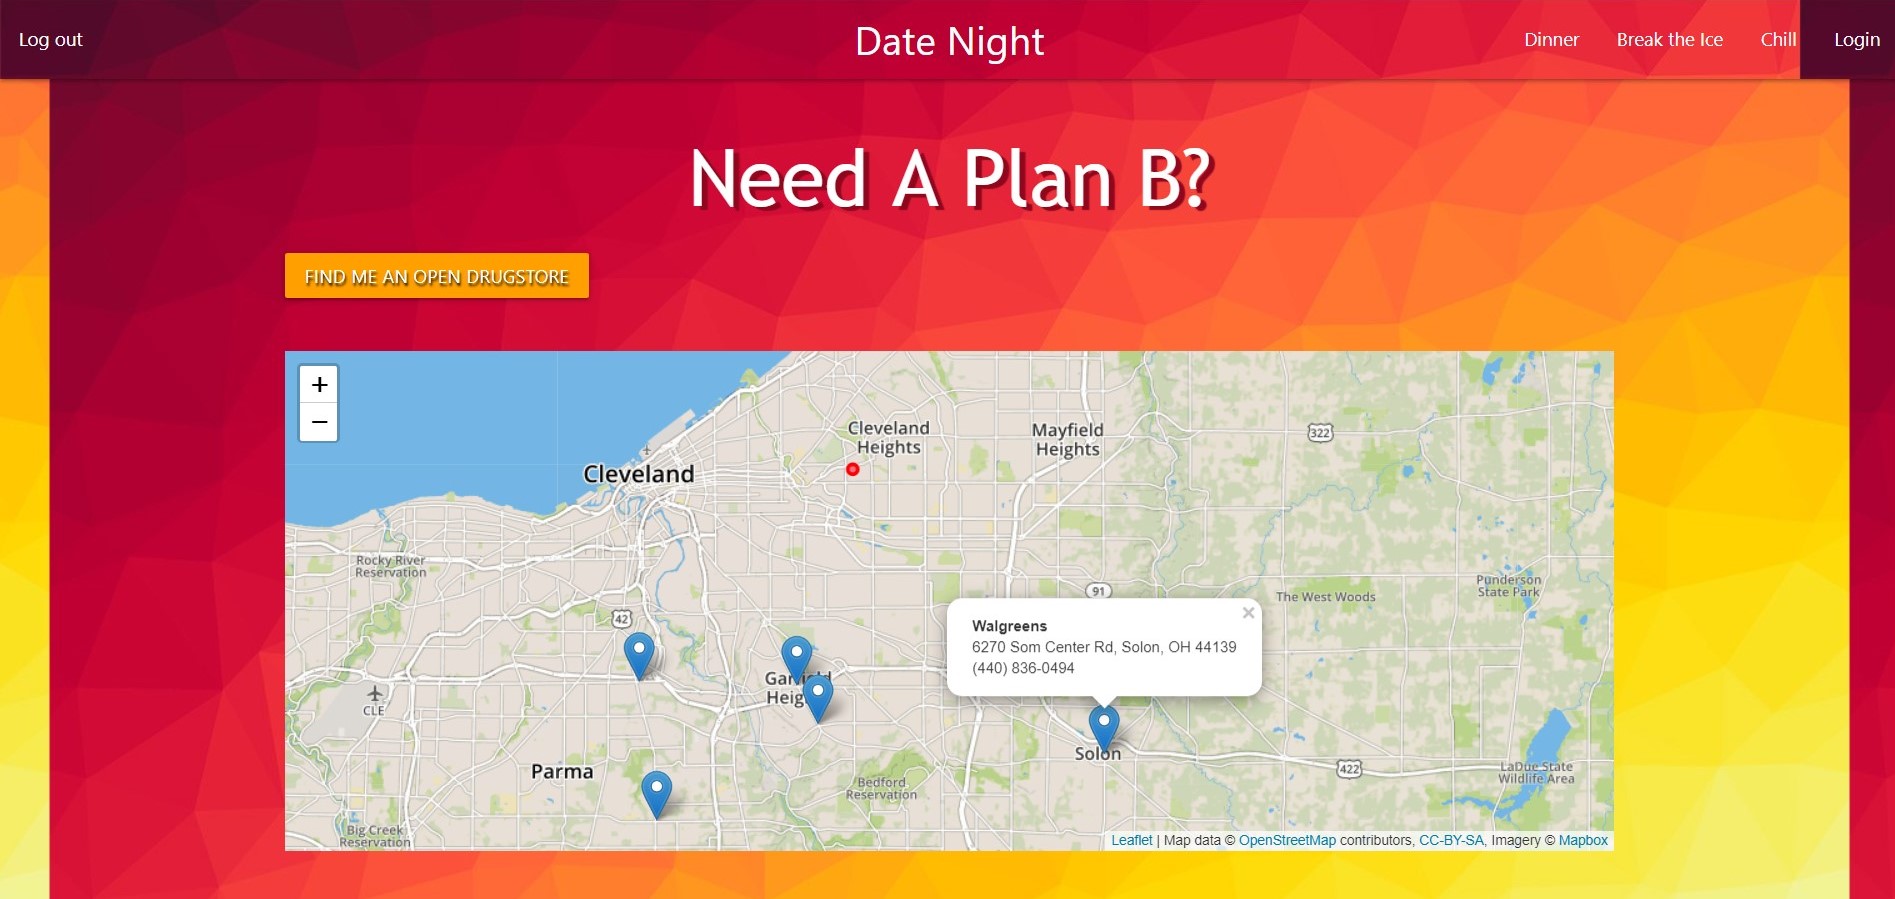 Log out
Date Night
Dinner
Break the Ice
Chill
Login
Need A Plan B?
FIND ME AN OPEN DRUGSTORE
+
−
Cleveland
Heights
Mayfield
Heights
322
Cleveland
Rocky River
Reservation
91
The West Woods
Punderson
State Park
42
×
Walgreens
6270 Som Center Rd, Solon, OH 44139
(440) 836-0494
Garfield
Heig
CLE
Solon
Parma
422
LaDue State
Wildlife Area
Bedford
Reservation
Big Creek
Reservation
Leaflet | Map data © OpenStreetMap contributors, CC-BY-SA, Imagery © Mapbox